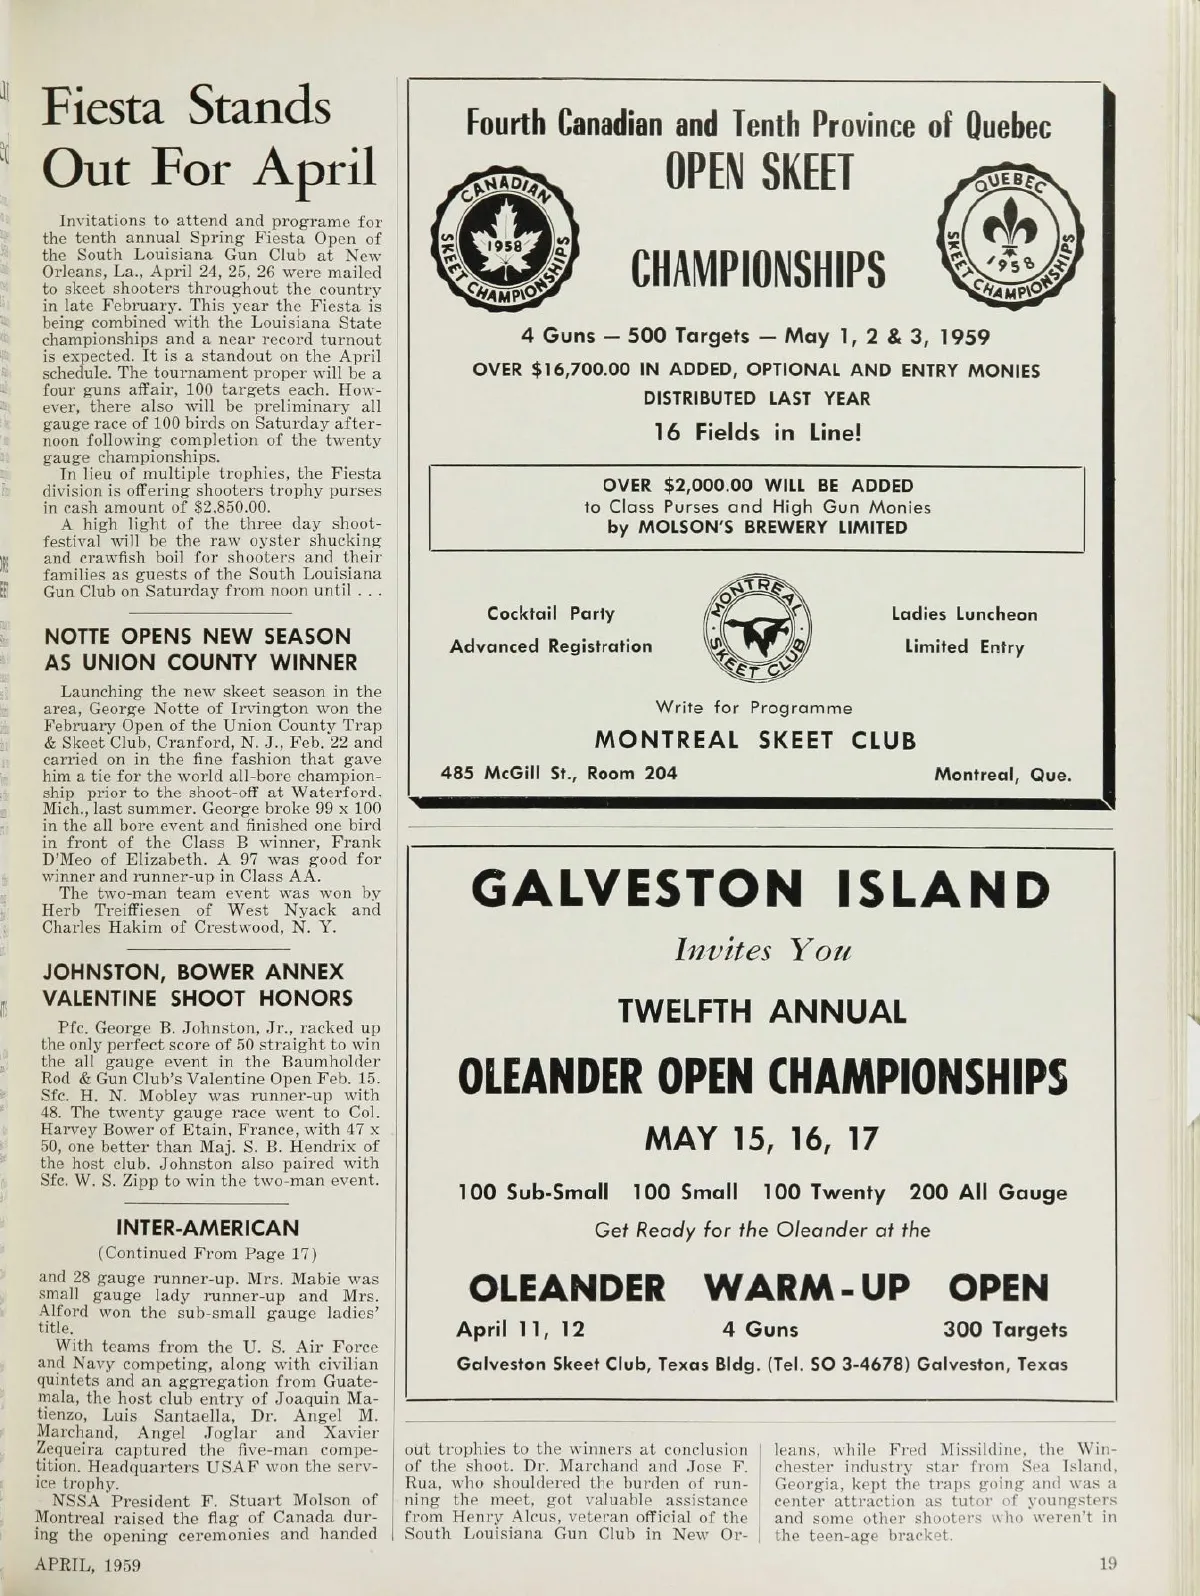 Fiesta Stands
Out For April
Invitations to attend and programe for
the tenth annual Spring Fiesta Open of
the South Louisiana Gun Club at New
Orleans, La., April 24, 25, 26 were mailed
to skeet shooters throughout the country
in late February. This year the Fiesta is
being combined with the Louisiana State
championships and a near record turnout
is expected. It is a standout on the April
schedule. The tournament proper will be a
four guns affair, 100 targets each. How-
ever, there also will be preliminary all
gauge race of 100 birds on Saturday after-
noon following completion of the twenty
gauge championships.
In lieu of multiple trophies, the Fiesta
division is offering shooters trophy purses
in cash amount of $2,850.00.
A high light of the three day shoot-
festival will be the raw oyster shucking
and crawfish boil for shooters and their
families as guests of the South Louisiana
Gun Club on Saturday from noon until . . .
NOTTE OPENS NEW SEASON
AS UNION COUNTY WINNER
Launching the new skeet season in the
area, George Notte of Irvington won the
February Open of the Union County Trap
& Skeet Club, Cranford, N. J., Feb. 22 and
carried on in the fine fashion that gave
him a tie for the world all-bore champion-
ship prior to the shoot-off at Waterford,
Mich., last summer. George broke 99 x 100
in the all bore event and finished one bird
in front of the Class B winner, Frank
D'Meo of Elizabeth. A 97 was good for
winner and runner-up in Class AA.
The two-man team event was won by
Herb Treiffiesen of West Nyack and
Charles Hakim of Crestwood, N. Y.
JOHNSTON, BOWER ANNEX
VALENTINE SHOOT HONORS
Pfc. George B. Johnston, Jr., racked up
the only perfect score of 50 straight to win
the all gauge event in the Baumholder
Rod & Gun Club's Valentine Open Feb. 15.
Sfc. H. N. Mobley was runner-up with
48. The twenty gauge race went to Col.
Harvey Bower of Etain, France, with 47 x
50, one better than Maj. S. B. Hendrix of
the host club. Johnston also paired with
Sfc. W. S. Zipp to win the two-man event.
INTER-AMERICAN
(Continued From Page 17)
and 28 gauge runner-up. Mrs. Mabie was
small gauge lady runner-up and Mrs.
Alford won the sub-small gauge ladies'
title.
With teams from the U. S. Air Force
and Navy competing, along with civilian
quintets and an aggregation from Guate-
mala, the host club entry of Joaquin Ma-
tienzo, Luis Santaella, Dr. Angel M.
Marchand, Angel Joglar and Xavier
Zequeira captured the five-man compe-
tition. Headquarters USAF won the serv-
ice trophy.
NSSA President F. Stuart Molson of
Montreal raised the flag of Canada dur-
ing the opening ceremonies and handed
out trophies to the winners at conclusion
of the shoot. Dr. Marchand and Jose F.
Rua, who shouldered the burden of run-
ning the meet, got valuable assistance
from Henry Alcus, veteran official of the
South Louisiana Gun Club in New Or-
leans, while Fred Missildine, the Win-
chester industry star from Sea Island,
Georgia, kept the traps going and was a
center attraction as tutor of youngsters
and some other shooters who weren't in
the teen-age bracket.
Fourth Canadian and Tenth Province of Quebec
OPEN SKEET
CHAMPIONSHIPS
CANADIAN
1958
SKEET CHAMPIONSHIPS
QUEBEC
1958
SKEET CHAMPIONSHIPS
4 Guns — 500 Targets — May 1, 2 & 3, 1959
OVER $16,700.00 IN ADDED, OPTIONAL AND ENTRY MONIES
DISTRIBUTED LAST YEAR
16 Fields in Line!
OVER $2,000.00 WILL BE ADDED
to Class Purses and High Gun Monies
by MOLSON'S BREWERY LIMITED
Cocktail Party
Advanced Registration
MONTREAL
SKEET CLUB
Ladies Luncheon
Limited Entry
Write for Programme
MONTREAL SKEET CLUB
485 McGill St., Room 204 Montreal, Que.
GALVESTON ISLAND
Invites You
TWELFTH ANNUAL
OLEANDER OPEN CHAMPIONSHIPS
MAY 15, 16, 17
100 Sub-Small 100 Small 100 Twenty 200 All Gauge
Get Ready for the Oleander at the
OLEANDER WARM-UP OPEN
April 11, 12 4 Guns 300 Targets
Galveston Skeet Club, Texas Bldg. (Tel. SO 3-4678) Galveston, Texas
APRIL, 1959 19